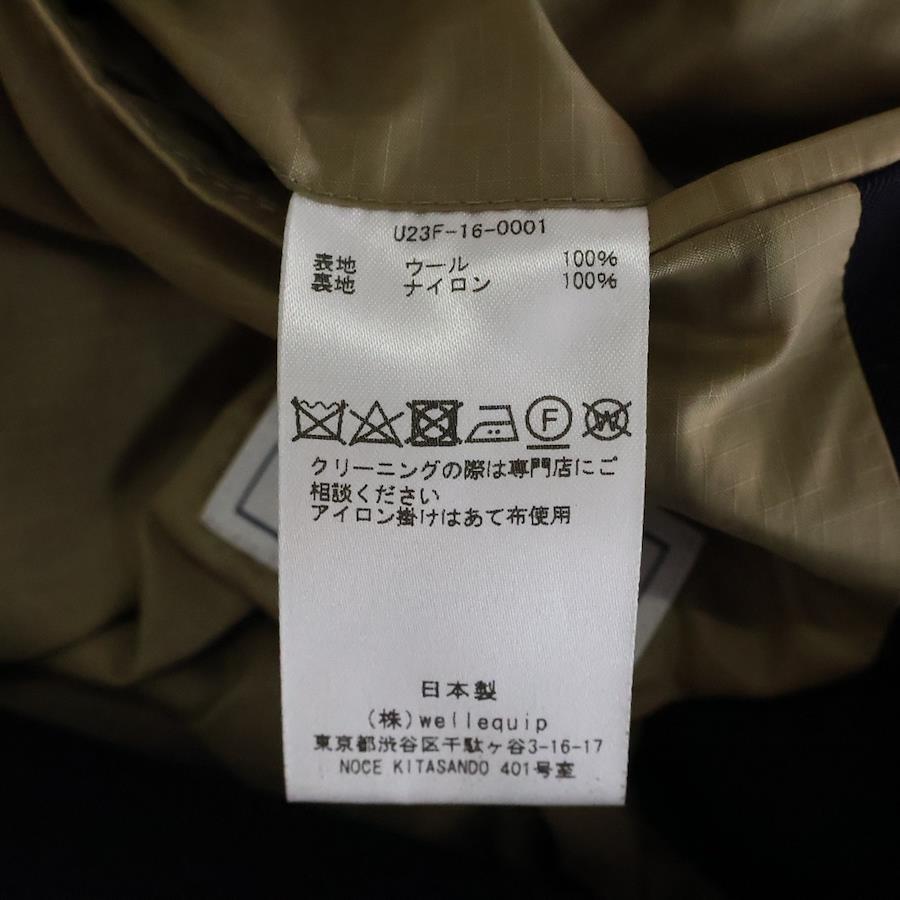 U23F-16-0001
表地 ウール 100%
裏地 ナイロン 100%
F W
クリーニングの際は専門店にご
相談ください
アイロン掛けはあて布使用
日本製
(株)wellequip
東京都渋谷区千駄ヶ谷3-16-17
NOCE KITASANDO 401号室